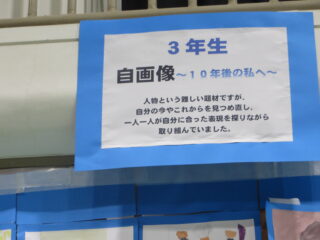 3年生
自画像～10年後の私へ～
人物という難しい題材ですが、
自分の今やこれからを見つめ直し、
一人一人が自分に合った表現を探りながら
取り組んでいました。